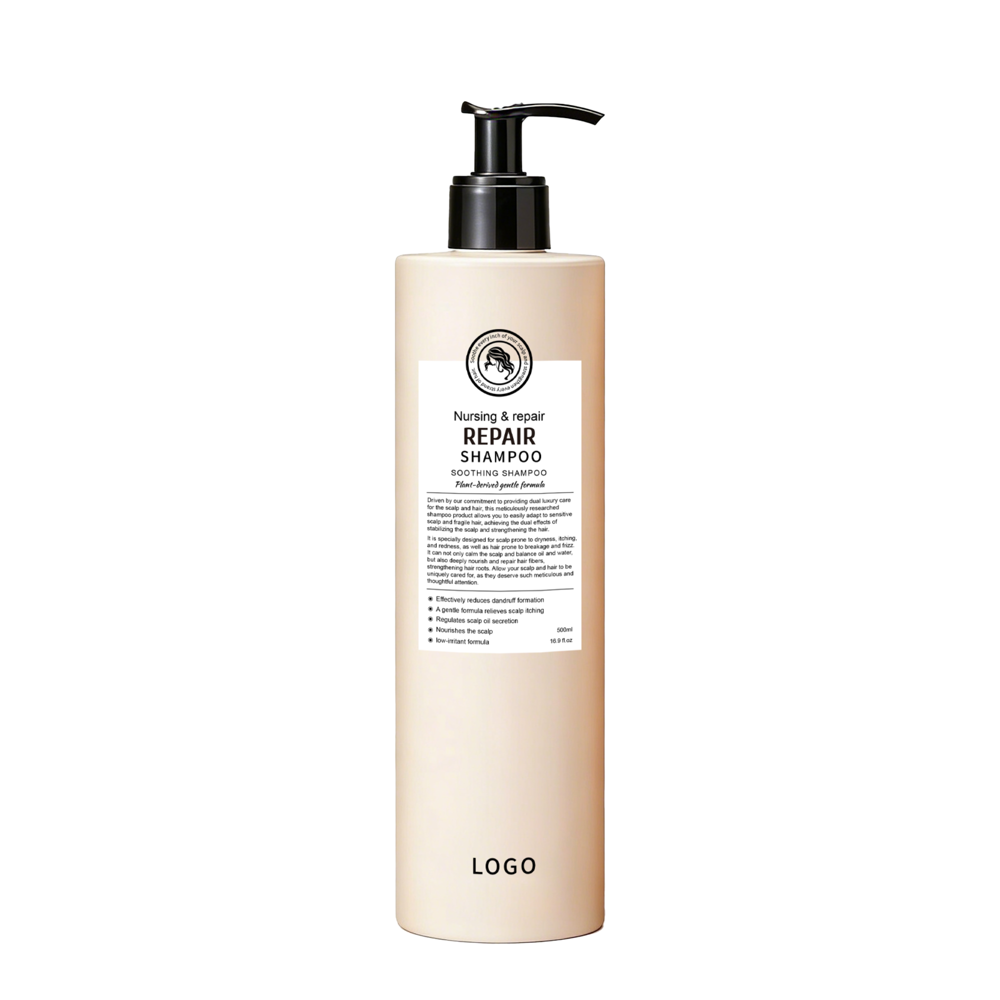 Soothe every inch of your scalp and strengthen every strand of hair.
Nursing & repair
REPAIR
SHAMPOO
SOOTHING SHAMPOO
Plant-derived gentle formula
Driven by our commitment to providing dual luxury care
for the scalp and hair, this meticulously researched
shampoo product allows you to easily adapt to sensitive
scalp and fragile hair, achieving the dual effects of
stabilizing the scalp and strengthening the hair.
It is specially designed for scalp prone to dryness, itching,
and redness, as well as hair prone to breakage and frizz.
It can not only calm the scalp and balance oil and water,
but also deeply nourish and repair hair fibers,
strengthening hair roots. Allow your scalp and hair to be
uniquely cared for, as they deserve such meticulous and
thoughtful attention.
Effectively reduces dandruff formation
A gentle formula relieves scalp itching
Regulates scalp oil secretion
Nourishes the scalp
500ml
low-irritant formula
16.9 fl.oz
LOGO